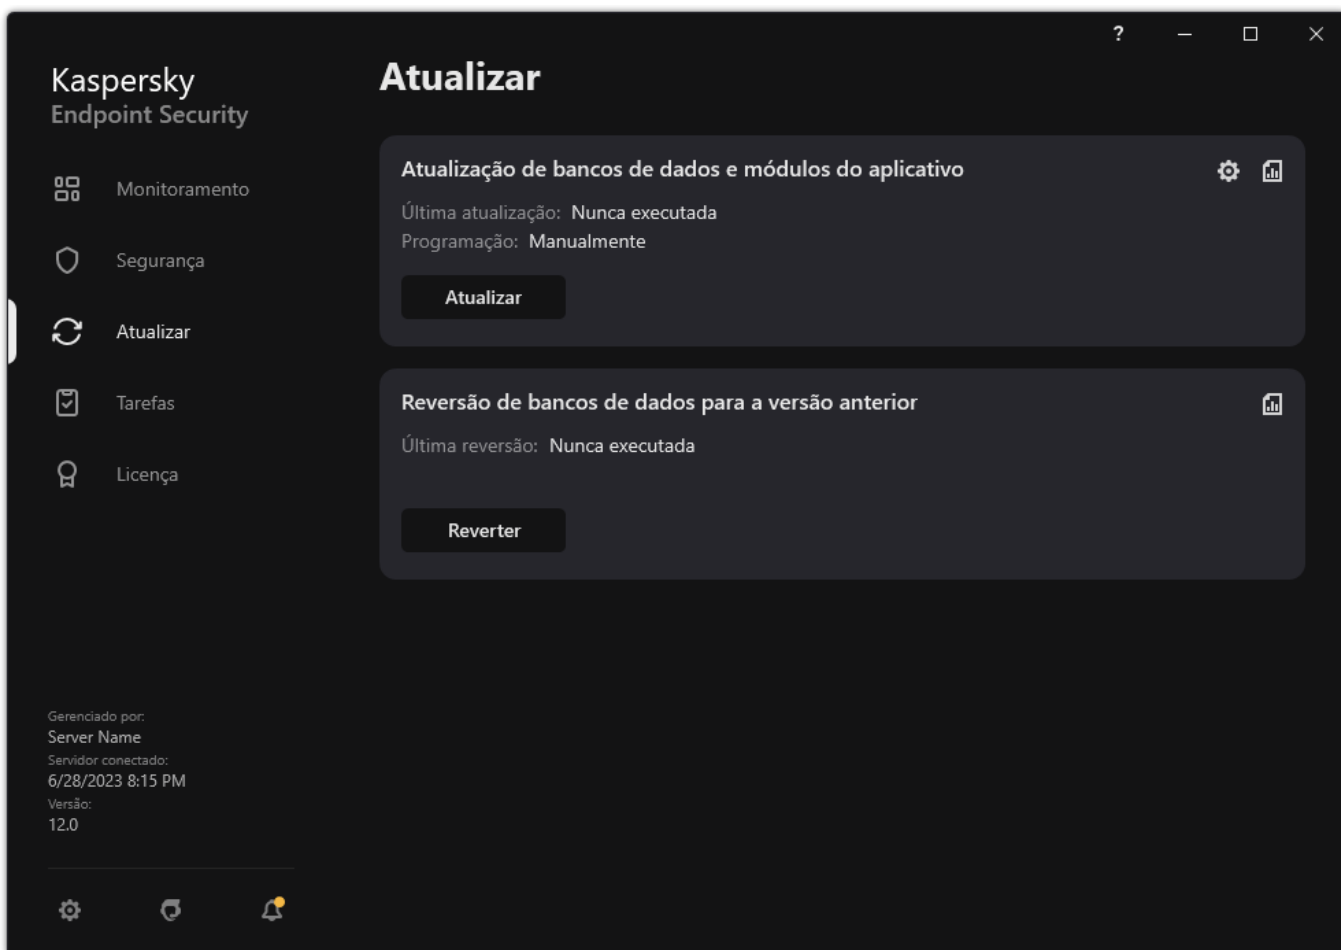 ?
Kaspersky
Endpoint Security
Monitoramento
Segurança
Atualizar
Tarefas
Licença
Gerenciado por:
Server Name
Servidor conectado:
6/28/2023 8:15 PM
Versão:
12.0
Atualizar
Atualização de bancos de dados e módulos do aplicativo
Última atualização: Nunca executada
Programação: Manualmente
Atualizar
Reversão de bancos de dados para a versão anterior
Última reversão: Nunca executada
Reverter